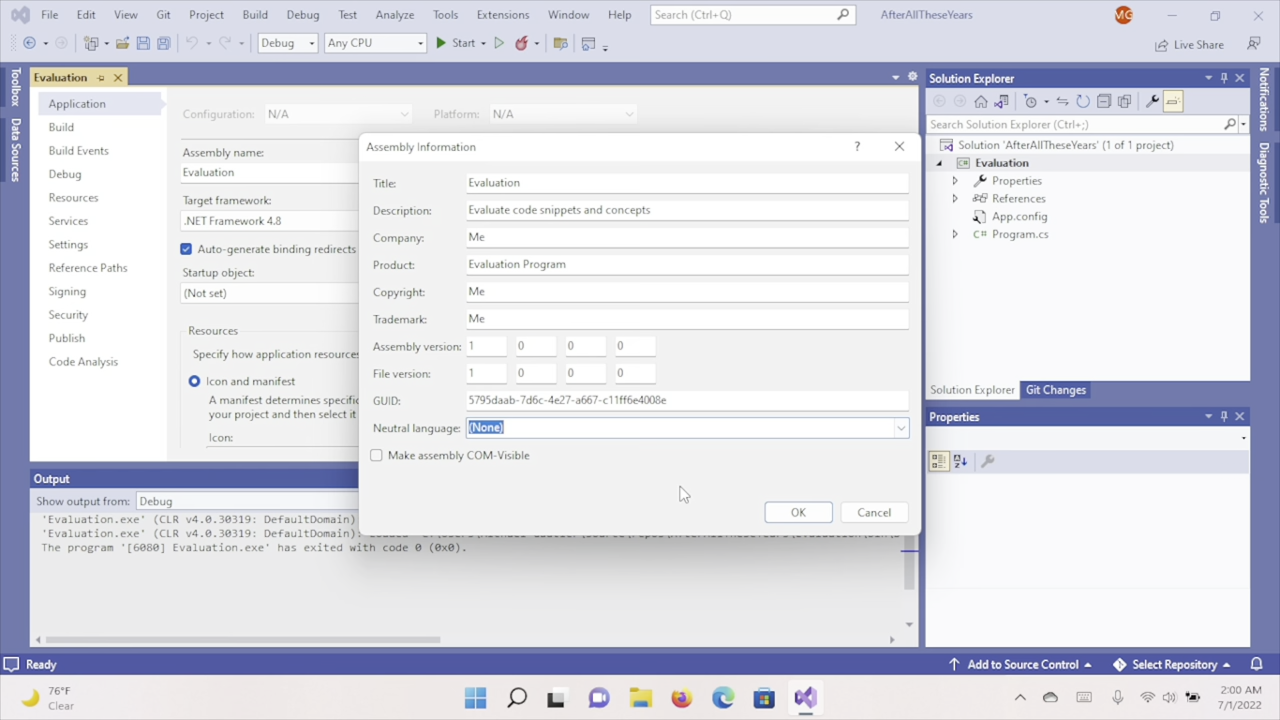 File Edit View Git Project Build Debug Test Analyze Tools Extensions Window Help Search (Ctrl+Q) AfterAllTheseYears MG
Debug Any CPU Start Live Share
Toolbox
Data Sources
Evaluation
Application
Build
Build Events
Debug
Resources
Services
Settings
Reference Paths
Signing
Security
Publish
Code Analysis
Configuration: N/A Platform: N/A
Assembly name:
Evaluation
Target framework:
.NET Framework 4.8
Auto-generate binding redirects
Startup object:
(Not set)
Resources
Specify how application resources
Icon and manifest
A manifest determines specific
your project and then select it
Icon:
Assembly Information ?
Title: Evaluation
Description: Evaluate code snippets and concepts
Company: Me
Product: Evaluation Program
Copyright: Me
Trademark: Me
Assembly version: 1 0 0 0
File version: 1 0 0 0
GUID: 5795daab-7d6c-4e27-a667-c11ff6e4008e
Neutral language: (None)
Make assembly COM-Visible
OK Cancel
Solution Explorer
Search Solution Explorer (Ctrl+;)
Solution 'AfterAllTheseYears' (1 of 1 project)
C# Evaluation
Properties
References
App.config
C# Program.cs
Solution Explorer Git Changes
Properties
Notifications
Diagnostic Tools
Output
Show output from: Debug
'Evaluation.exe' (CLR v4.0.30319: DefaultDomain)
'Evaluation.exe' (CLR v4.0.30319: DefaultDomain)
The program '[6080] Evaluation.exe' has exited with code 0 (0x0).
Ready Add to Source Control Select Repository
76°F
Clear
2:00 AM
7/1/2022